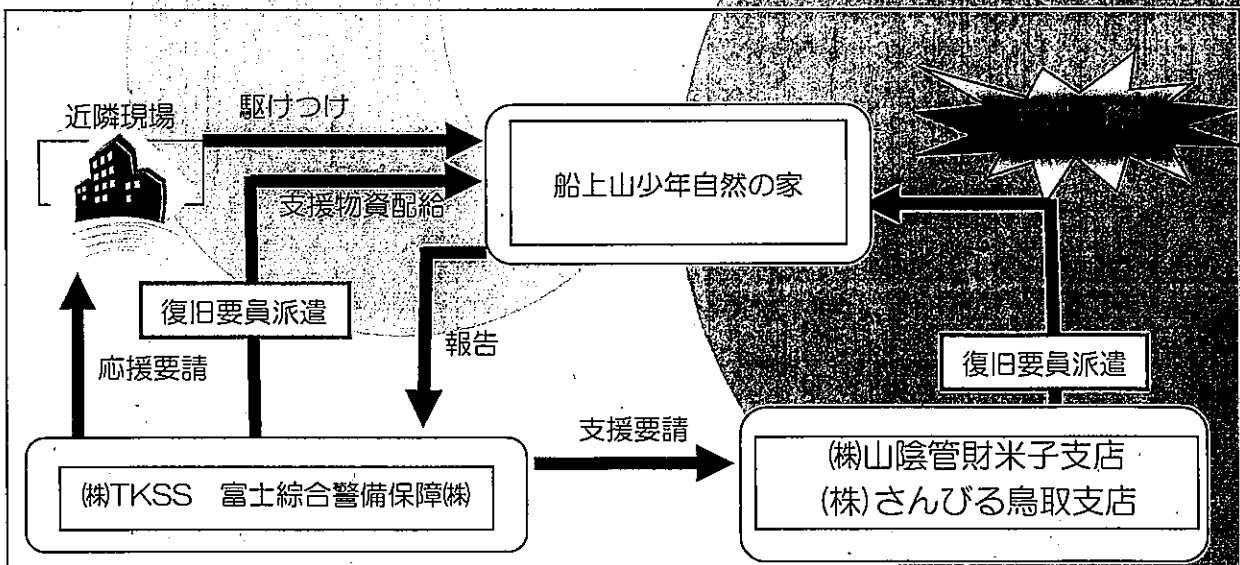 近隣現場
駆けつけ
船上山少年自然の家
支援物資配給
復旧要員派遣
応援要請
報告
復旧要員派遣
支援要請
㈱TKSS 富士綜合警備保障㈱
㈱山陰管財米子支店
(株)さんびる鳥取支店